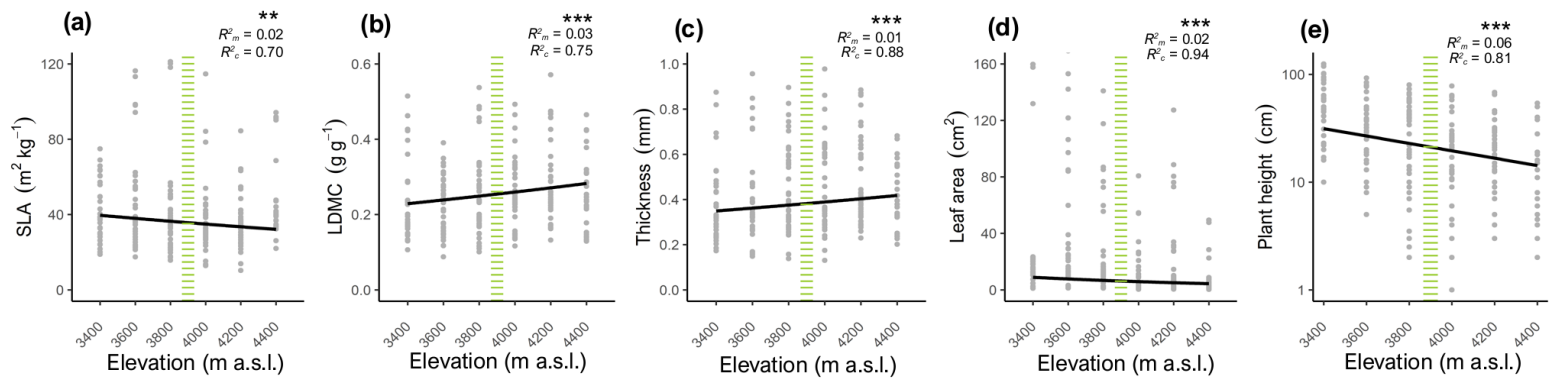 (a)
**
R²m = 0.02
R²c = 0.70
120
80
40
0
SLA (m² kg⁻¹)
3400
3600
3800
4000
4200
4400
Elevation (m a.s.l.)
(b)
***
R²m = 0.03
R²c = 0.75
0.6
0.4
0.2
0.0
LDMC (g g⁻¹)
3400
3600
3800
4000
4200
4400
Elevation (m a.s.l.)
(c)
***
R²m = 0.01
R²c = 0.88
1.0
0.8
0.6
0.4
0.2
0.0
Thickness (mm)
3400
3600
3800
4000
4200
4400
Elevation (m a.s.l.)
(d)
***
R²m = 0.02
R²c = 0.94
160
120
80
40
0
Leaf area (cm²)
3400
3600
3800
4000
4200
4400
Elevation (m a.s.l.)
(e)
***
R²m = 0.06
R²c = 0.81
100
10
1
Plant height (cm)
3400
3600
3800
4000
4200
4400
Elevation (m a.s.l.)